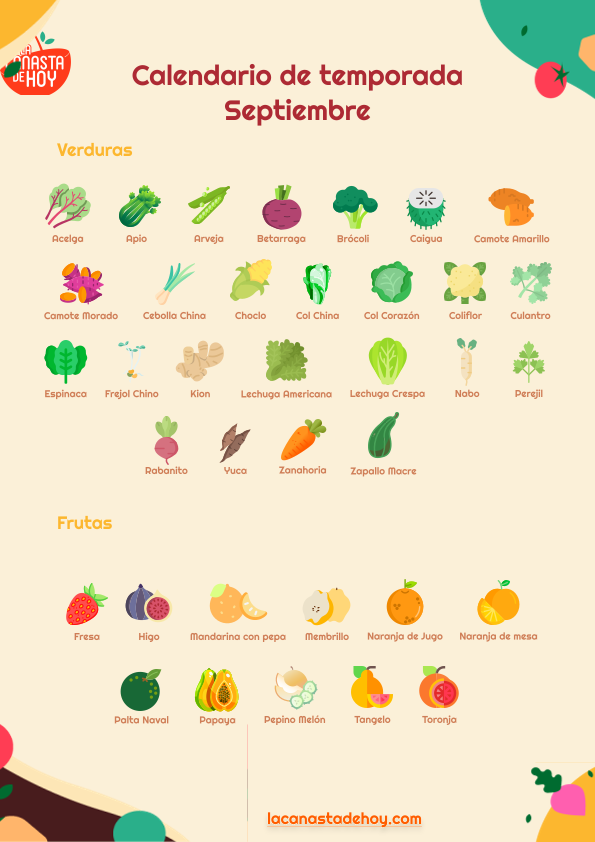 LA
CANASTA
DE HOY
Calendario de temporada
Septiembre
Verduras
Acelga Apio Arveja Betarraga Brócoli Caigua Camote Amarillo
Camote Morado Cebolla China Choclo Col China Col Corazón Coliflor Culantro
Espinaca Frejol Chino Kion Lechuga Americana Lechuga Crespa Nabo Perejil
Rabanito Yuca Zanahoria Zapallo Macre
Frutas
Fresa Higo Mandarina con pepa Membrillo Naranja de Jugo Naranja de mesa
Palta Naval Papaya Pepino Melón Tangelo Toronja
lacanastadehoy.com